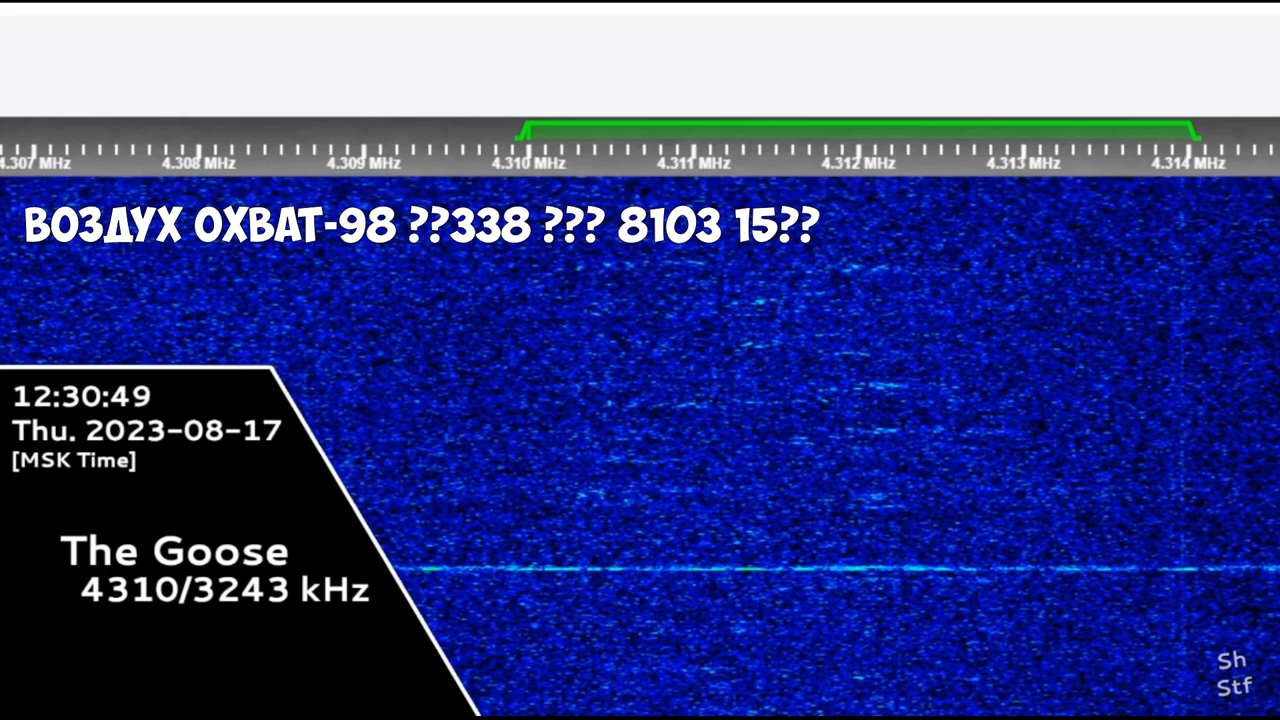 4.307 MHz 4.308 MHz 4.309 MHz 4.310 MHz 4.311 MHz 4.312 MHz 4.313 MHz 4.314 MHz
ВОЗДУХ ОХВАТ-98 ??338 ??? 8103 15??
12:30:49
Thu. 2023-08-17
[MSK Time]
The Goose
4310/3243 kHz
Sh
Stf